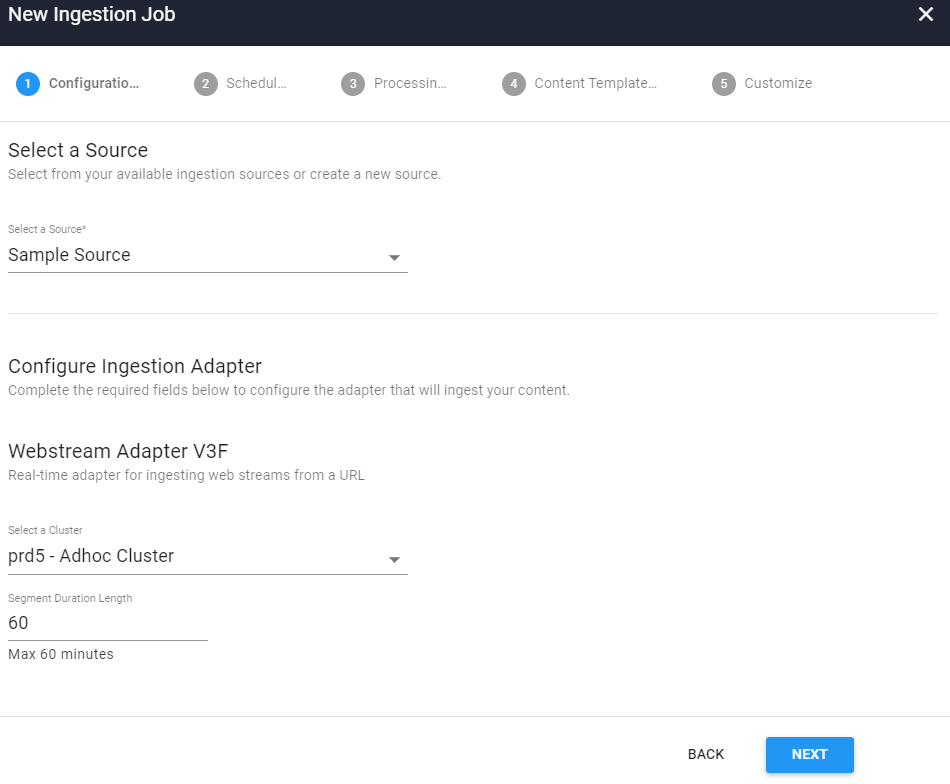 New Ingestion Job
1 Configuratio... 2 Schedul... 3 Processin... 4 Content Template... 5 Customize
Select a Source
Select from your available ingestion sources or create a new source.
Select a Source*
Sample Source
Configure Ingestion Adapter
Complete the required fields below to configure the adapter that will ingest your content.
Webstream Adapter V3F
Real-time adapter for ingesting web streams from a URL
Select a Cluster
prd5 - Adhoc Cluster
Segment Duration Length
60
Max 60 minutes
BACK NEXT